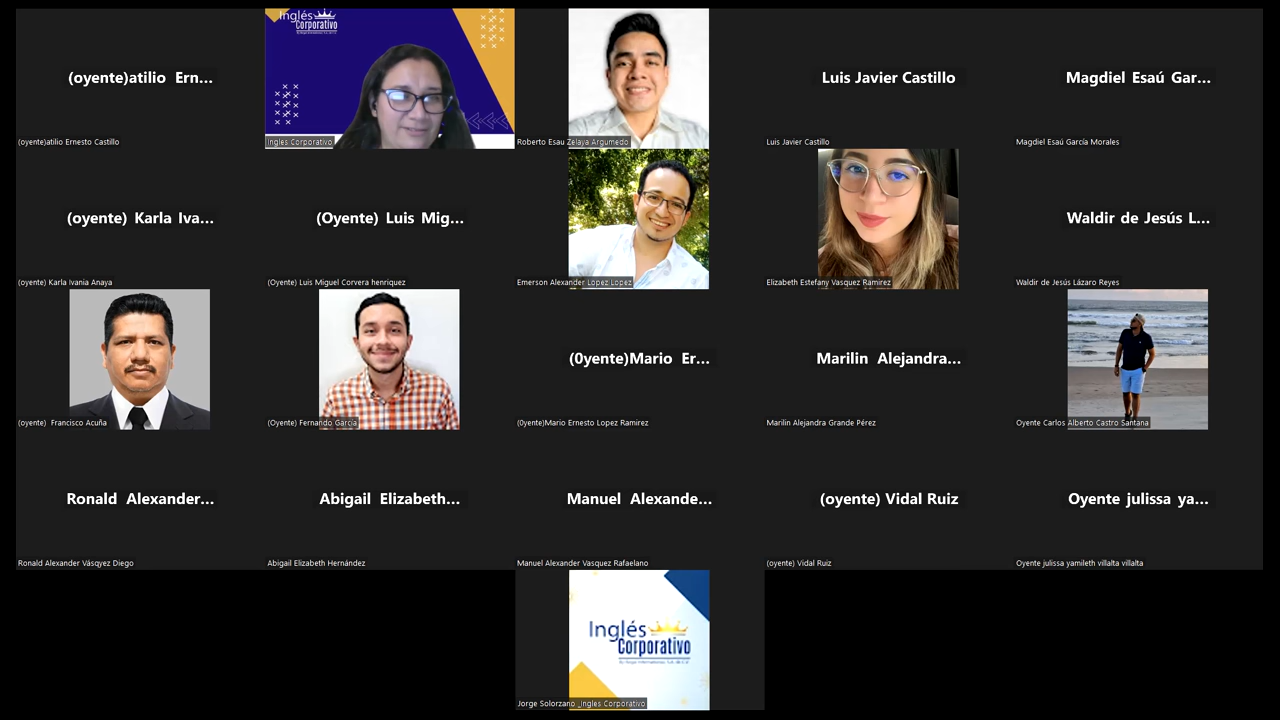 (oyente)atilio Ern...
(oyente)atilio Ernesto Castillo
Inglés
Corporativo
Ingles Corporativo
Roberto Esau Zelaya Argumedo
Luis Javier Castillo
Luis Javier Castillo
Magdiel Esaú Gar...
Magdiel Esaú García Morales
(oyente) Karla Iva...
(oyente) Karla Ivania Anaya
(Oyente) Luis Mig...
(Oyente) Luis Miguel Corvera henriquez
Emerson Alexander López López
Elizabeth Estefany Vasquez Ramirez
Waldir de Jesús L...
Waldir de Jesús Lázaro Reyes
(oyente) Francisco Acuña
(Oyente) Fernando García
(0yente)Mario Er...
(0yente)Mario Ernesto Lopez Ramirez
Marilin Alejandra...
Marilin Alejandra Grande Pérez
Oyente Carlos Alberto Castro Santana
Ronald Alexander...
Ronald Alexander Vásqyez Diego
Abigail Elizabeth...
Abigail Elizabeth Hernández
Manuel Alexande...
Manuel Alexander Vasquez Rafaelano
(oyente) Vidal Ruiz
(oyente) Vidal Ruiz
Oyente julissa ya...
Oyente julissa yamileth villalta villalta
Inglés
Corporativo
Jorge Solorzano _Ingles Corporativo